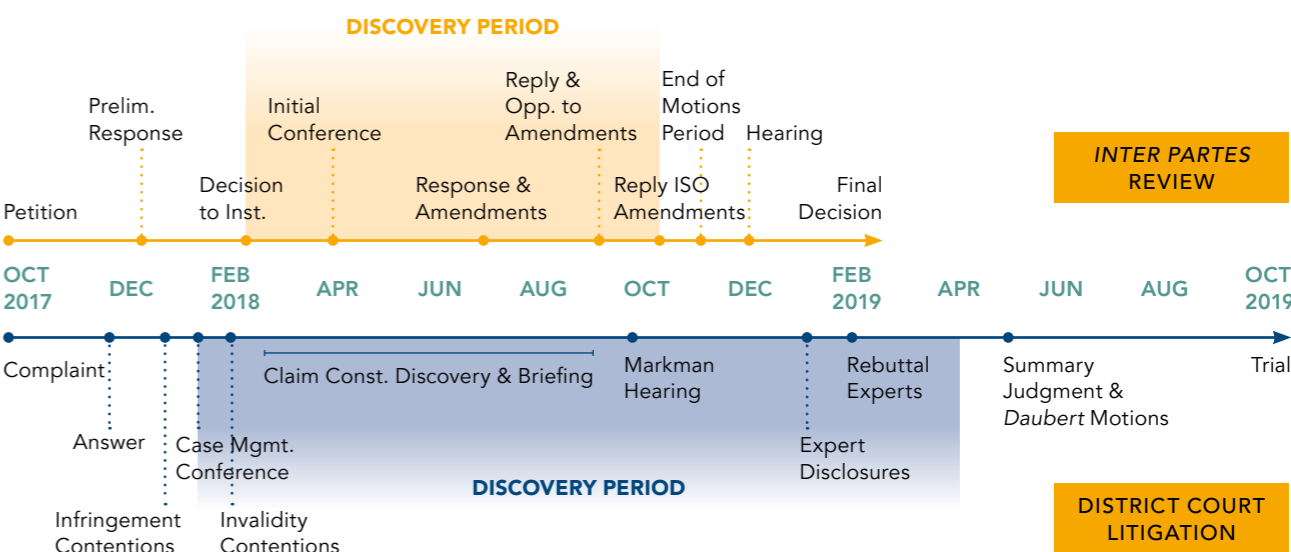 DISCOVERY PERIOD
Prelim.
Response
Initial
Conference
Reply &
Opp. to
Amendments
End of
Motions
Period
Hearing
INTER PARTES
REVIEW
Petition
Decision
to Inst.
Response &
Amendments
Reply ISO
Amendments
Final
Decision
OCT
2017
DEC
FEB
2018
APR
JUN
AUG
OCT
DEC
FEB
2019
APR
JUN
AUG
OCT
2019
Complaint
Claim Const. Discovery & Briefing
Markman
Hearing
Rebuttal
Experts
Summary
Judgment &
Daubert Motions
Trial
Answer
Case Mgmt.
Conference
Expert
Disclosures
DISCOVERY PERIOD
Infringement
Contentions
Invalidity
Contentions
DISTRICT COURT
LITIGATION